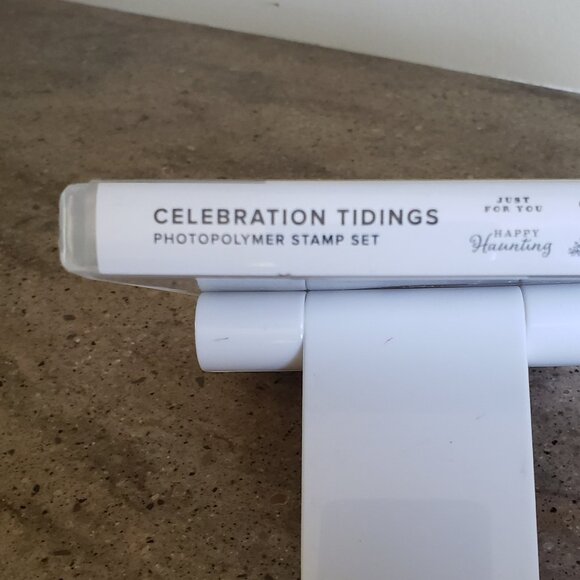 CELEBRATION TIDINGS
PHOTOPOLYMER STAMP SET
JUST
FOR YOU
HAPPY
Haunting